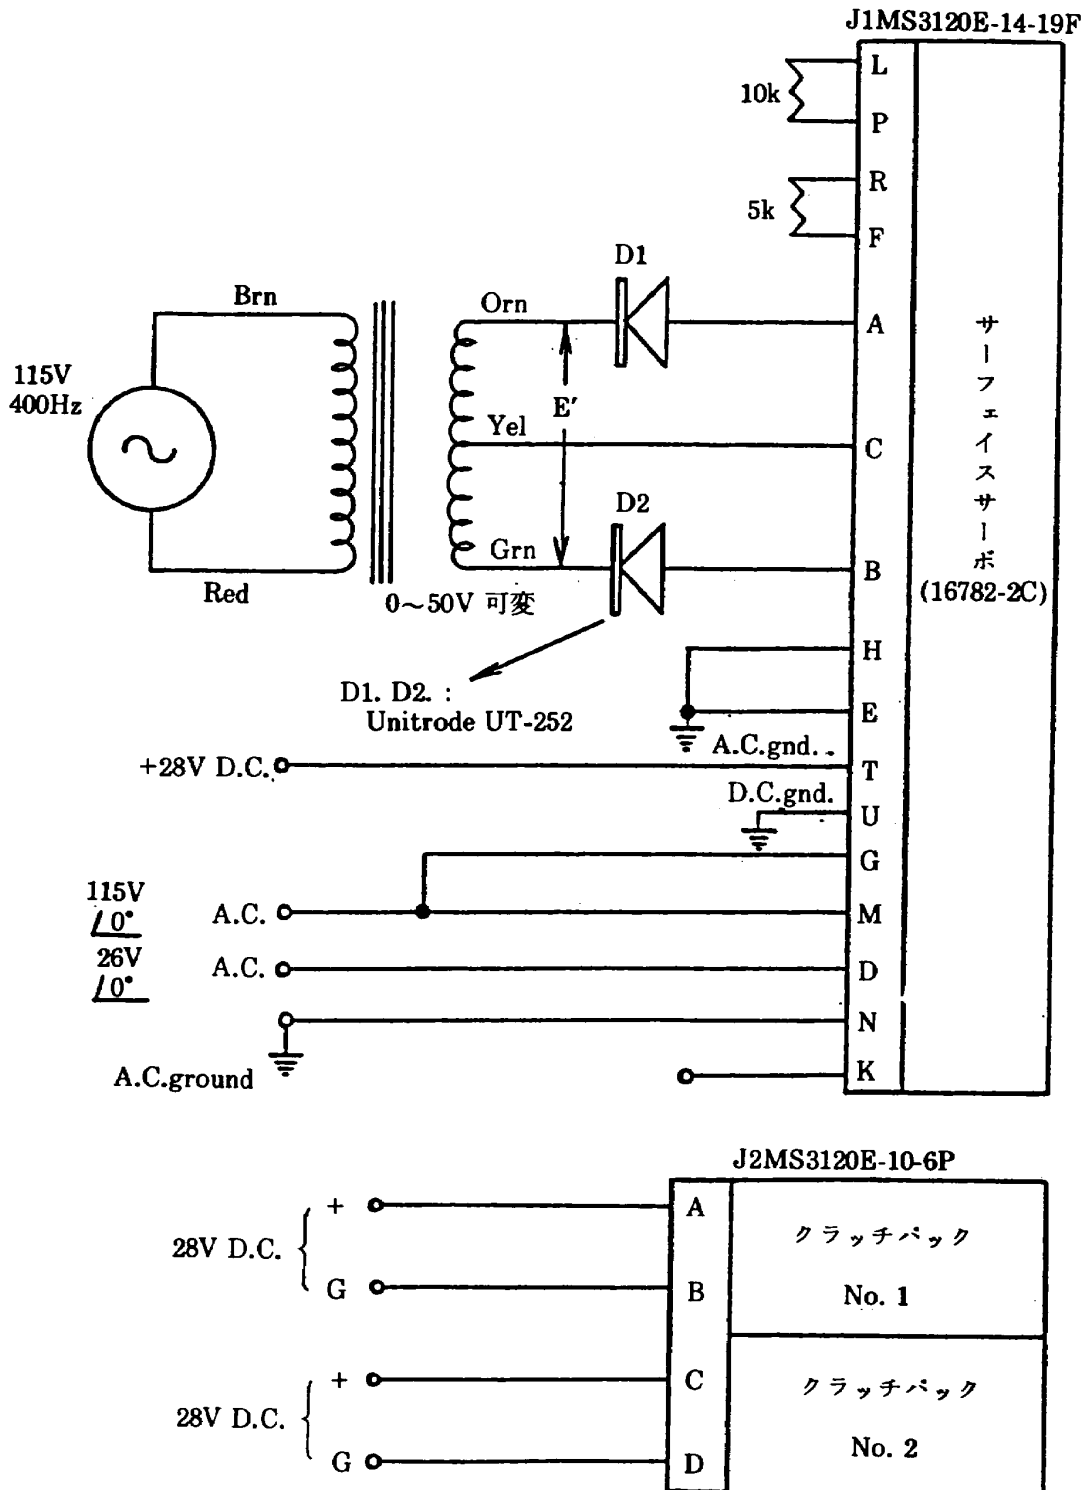 J1MS3120E-14-19F
L
10k
P
R
5k
F
D1
Brn
Orn
A
115V
400Hz
E′
Yel
C
D2
Grn
B
Red
0〜50V 可変
サーフェイスサーボ
(16782-2C)
H
D1. D2. :
Unitrode UT-252
E
A.C.gnd.
+28V D.C.
T
D.C.gnd.
U
G
115V
/0°
A.C.
M
26V
/0°
A.C.
D
N
A.C.ground
K
J2MS3120E-10-6P
+
A
28V D.C.
クラッチパック
No. 1
G
B
+
C
28V D.C.
クラッチパック
No. 2
G
D